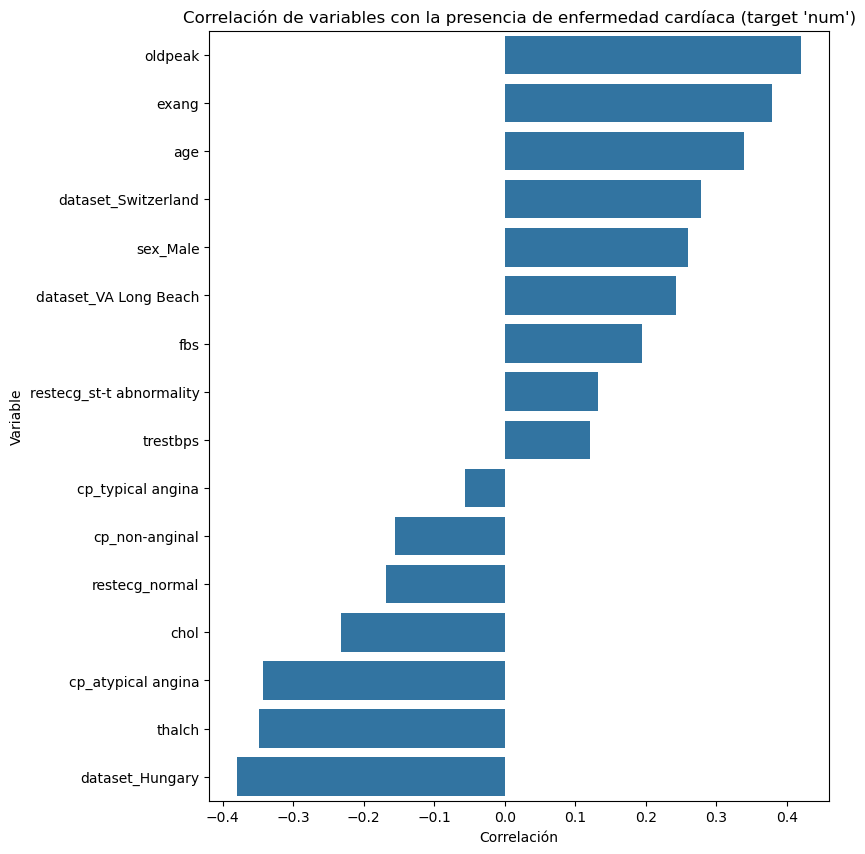 Correlación de variables con la presencia de enfermedad cardíaca (target 'num')
oldpeak
exang
age
dataset_Switzerland
sex_Male
dataset_VA Long Beach
fbs
restecg_st-t abnormality
trestbps
cp_typical angina
cp_non-anginal
restecg_normal
chol
cp_atypical angina
thalch
dataset_Hungary
Variable
−0.4 −0.3 −0.2 −0.1 0.0 0.1 0.2 0.3 0.4
Correlación